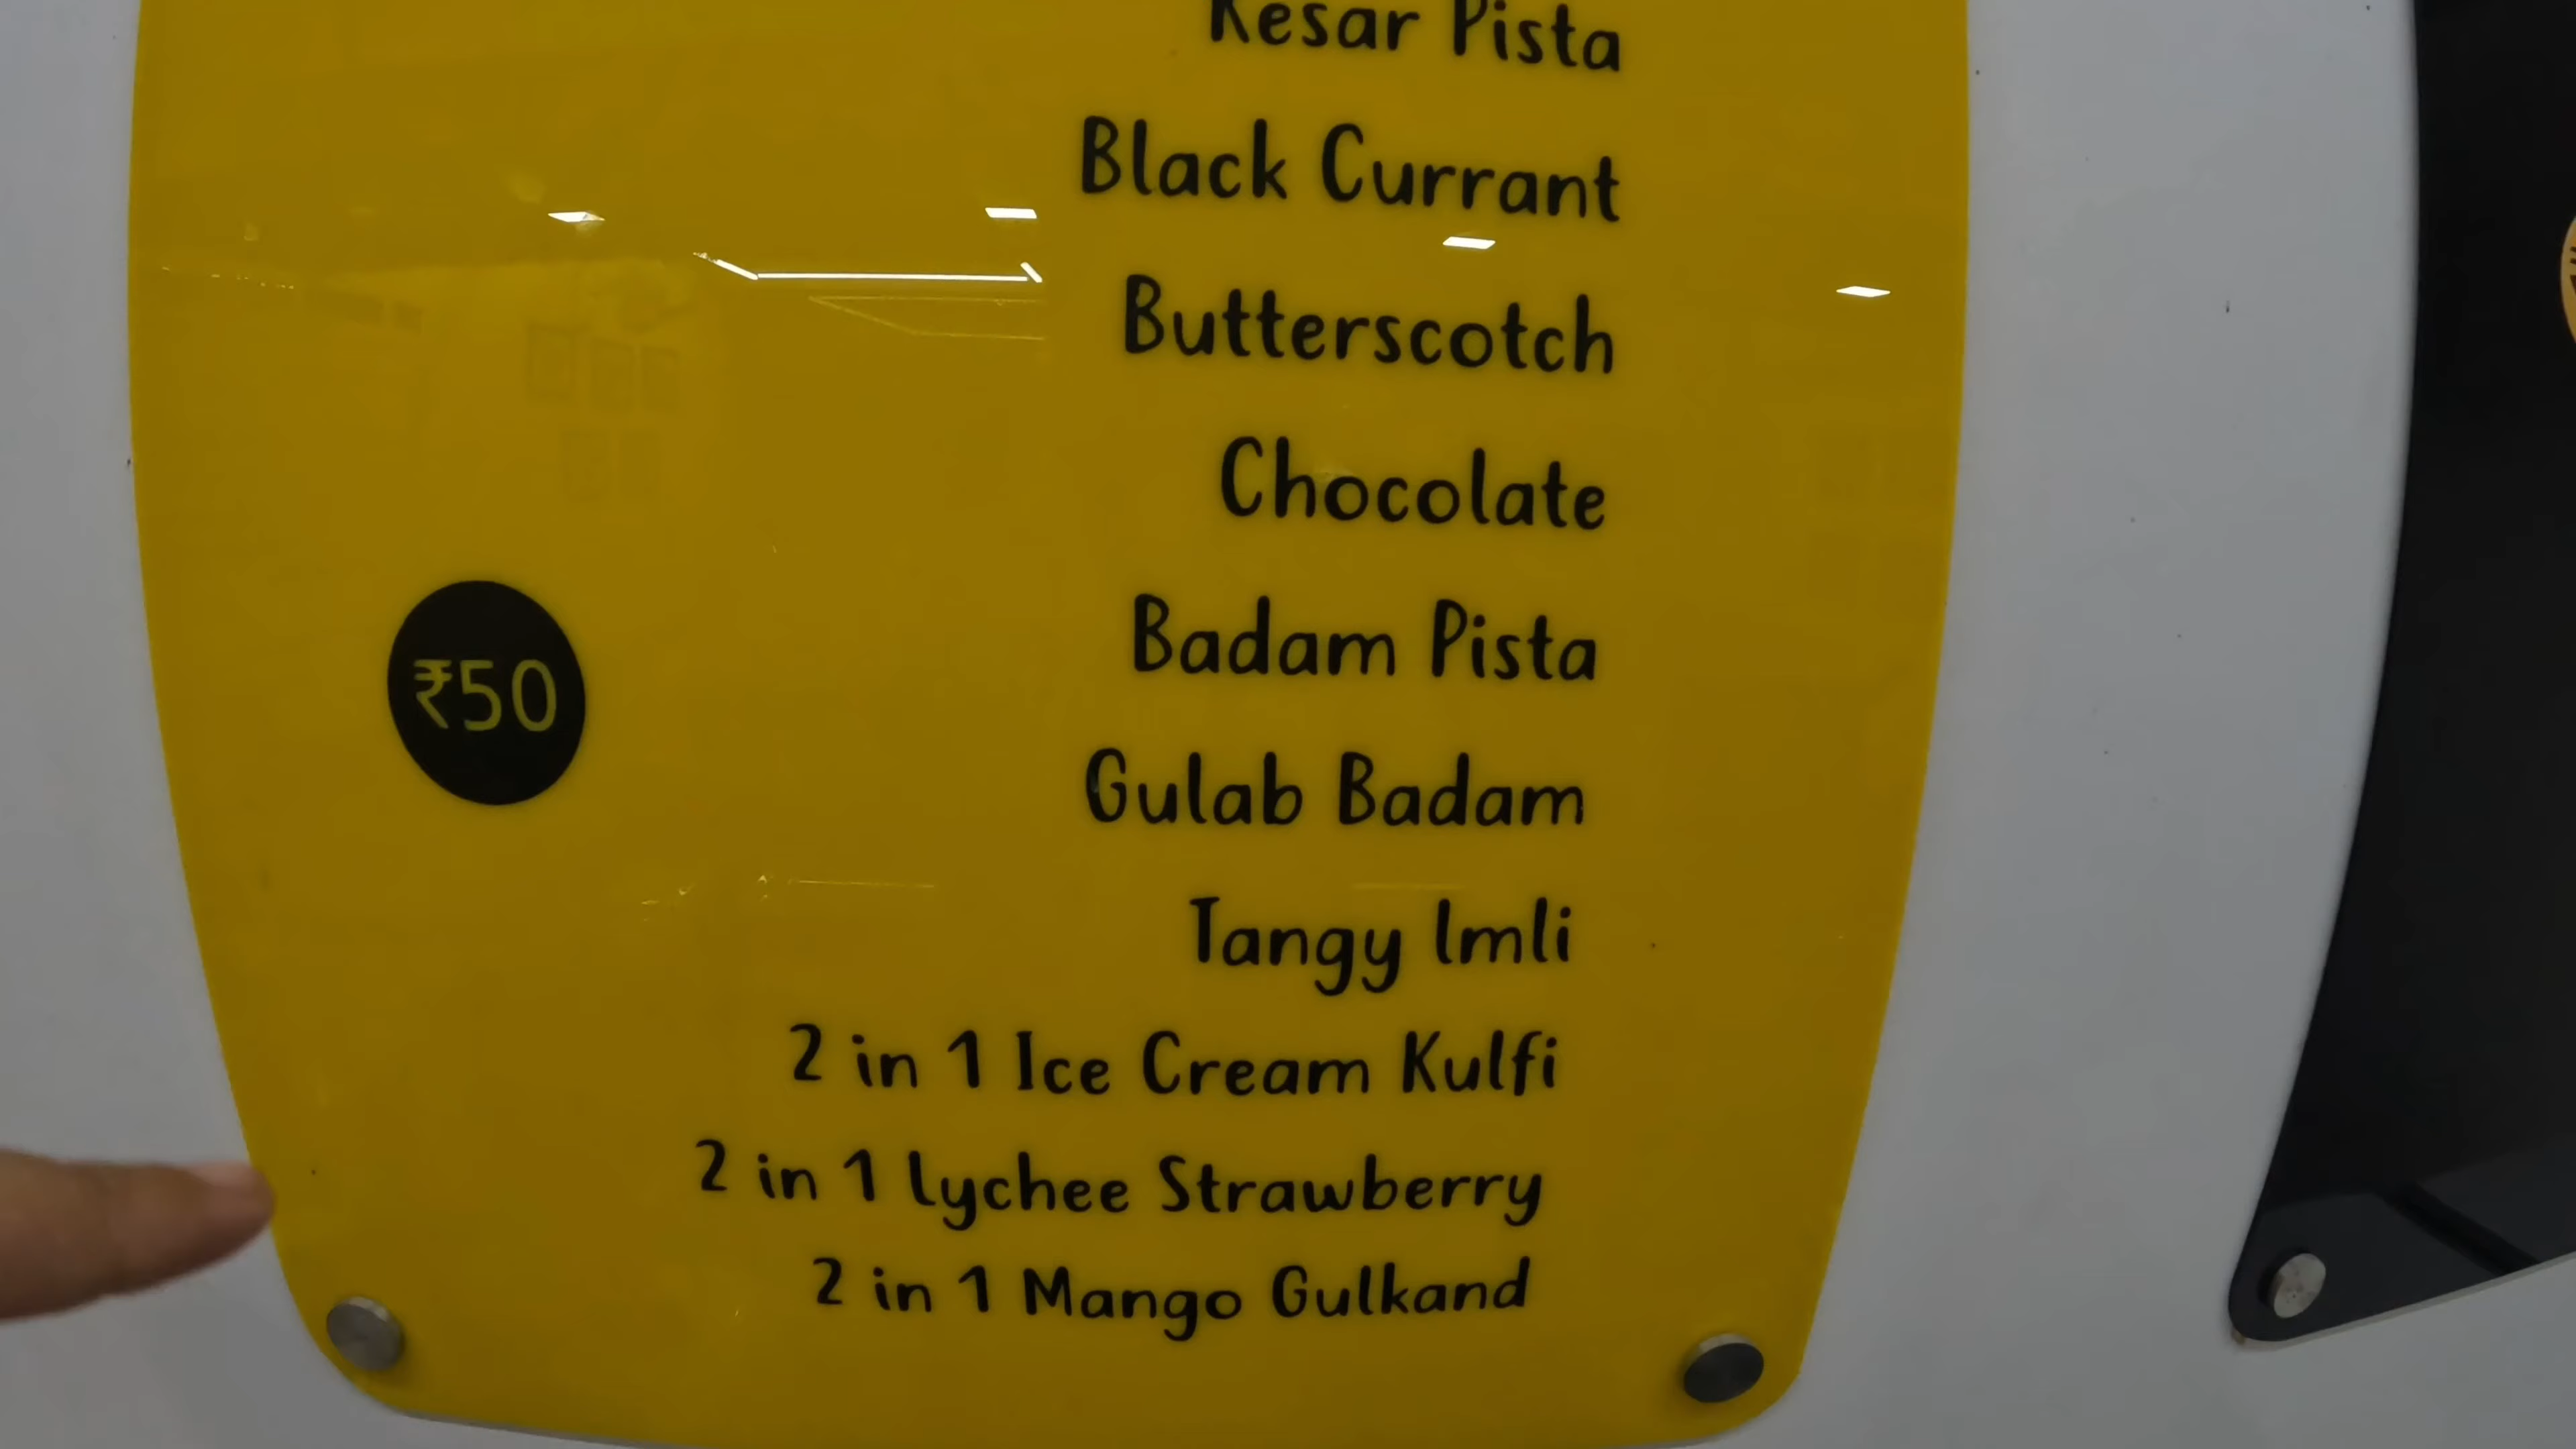 Kesar Pista
Black Currant
Butterscotch
Chocolate
Badam Pista
₹50
Gulab Badam
Tangy Imli
2 in 1 Ice Cream Kulfi
2 in 1 Lychee Strawberry
2 in 1 Mango Gulkand